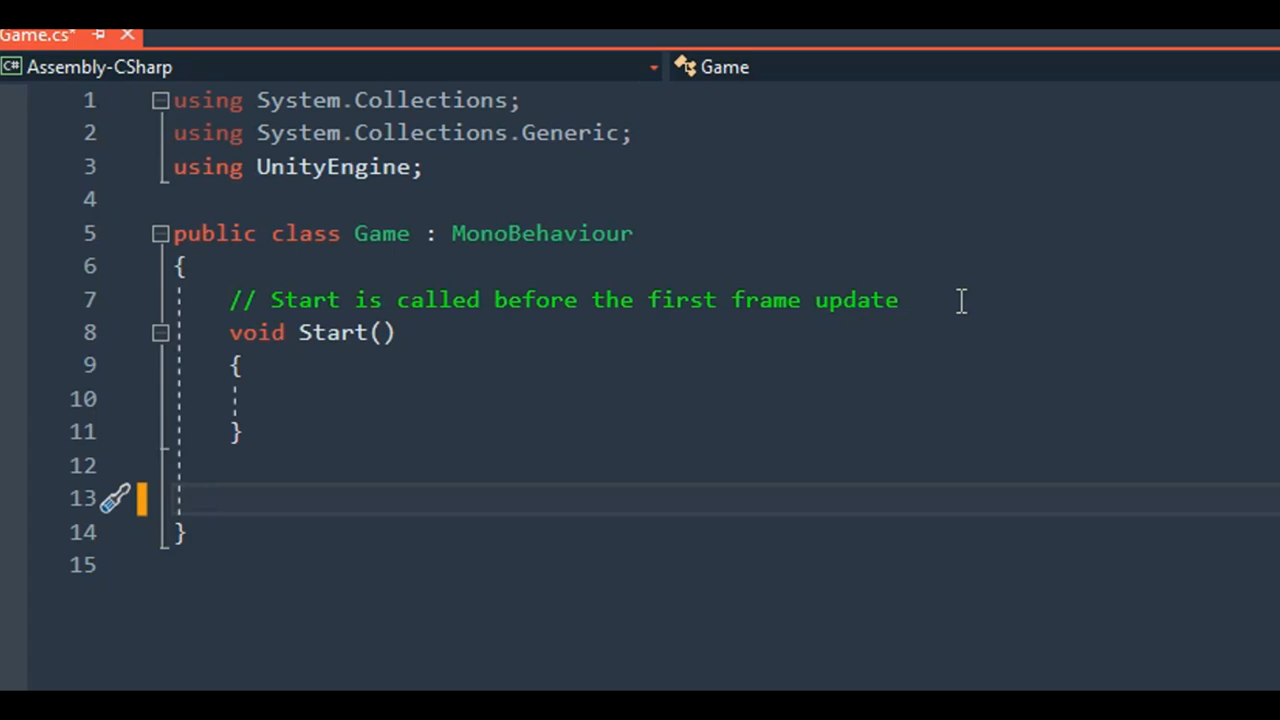 Game.cs*
C# Assembly-CSharp Game
1 using System.Collections;
2 using System.Collections.Generic;
3 using UnityEngine;
4
5 public class Game : MonoBehaviour
6 {
7 // Start is called before the first frame update
8 void Start()
9 {
10
11 }
12
13
14 }
15